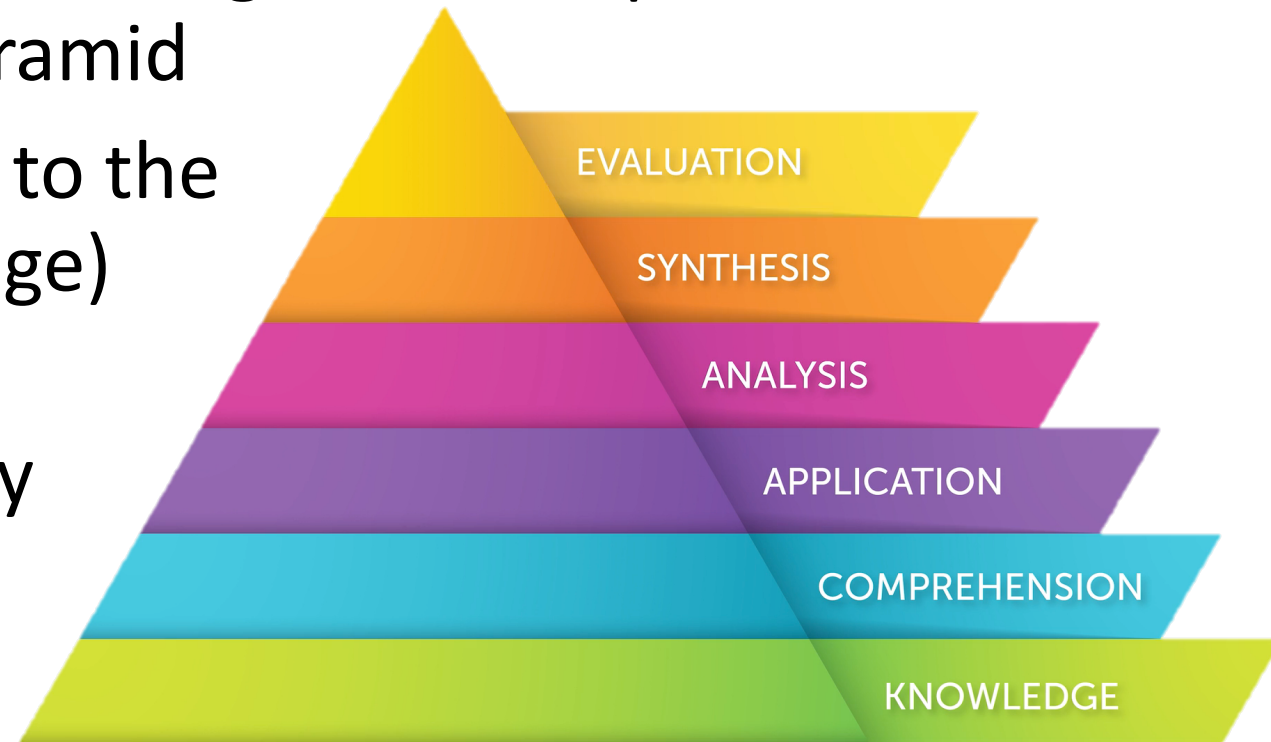 ramid
to the
ge)
y
EVALUATION
SYNTHESIS
ANALYSIS
APPLICATION
COMPREHENSION
KNOWLEDGE